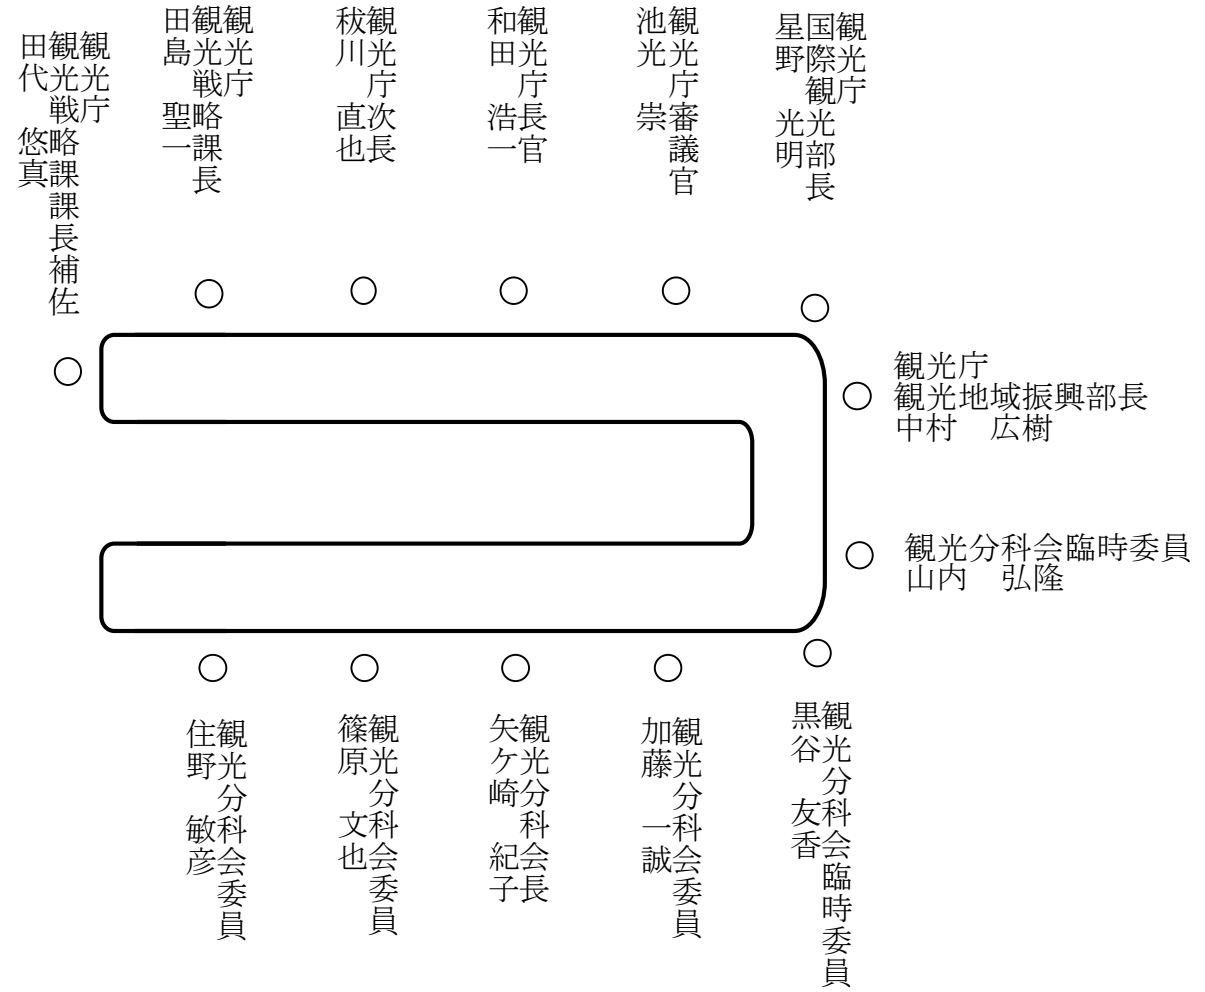 観光庁
観光戦略課課長補佐
田代 悠真
観光庁
観光戦略課長
田島 聖一
観光庁次長
秡川 直也
観光庁長官
和田 浩一
観光庁審議官
池光 崇
観光庁
国際観光部長
星野 光明
観光庁
観光地域振興部長
中村 広樹
観光分科会臨時委員
山内 弘隆
観光分科会委員
住野 敏彦
観光分科会委員
篠原 文也
観光分科会長
矢ケ崎 紀子
観光分科会委員
加藤 一誠
観光分科会臨時委員
黒谷 友香